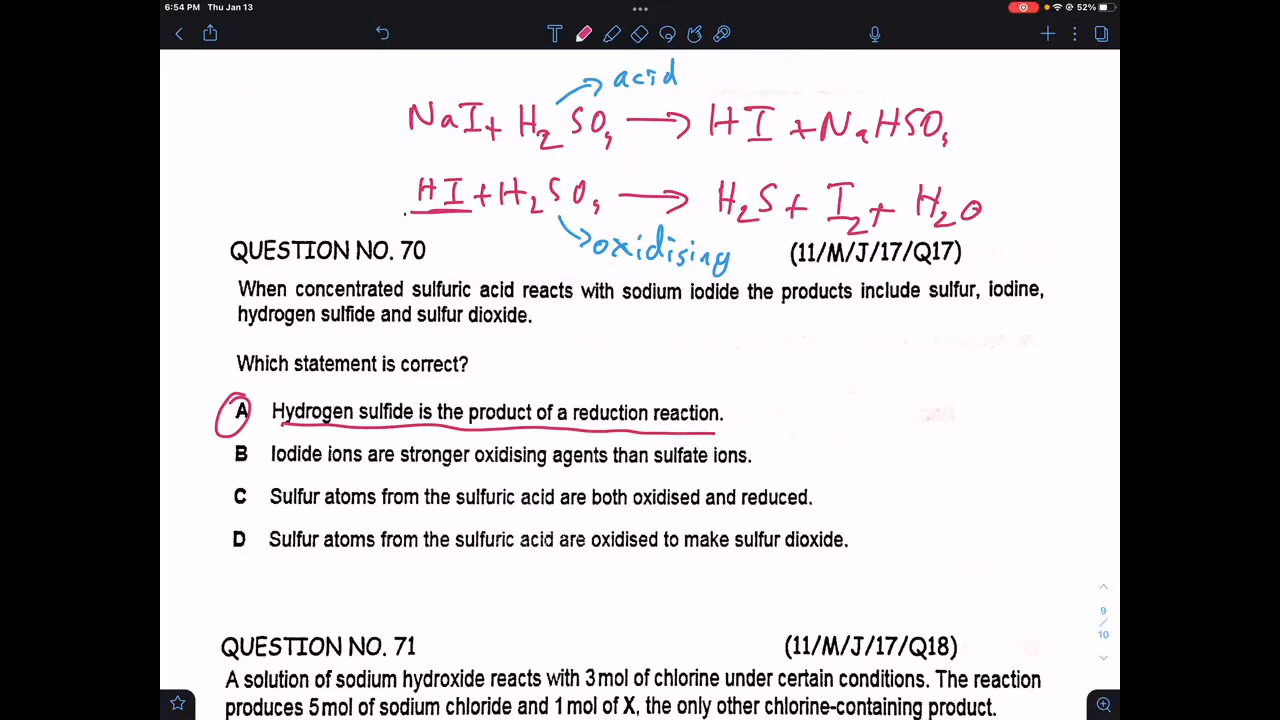 6:54 PM Thu Jan 13
52%
acid
NaI + H2SO4 → HI + NaHSO4
HI + H2SO4 → H2S + I2 + H2O
oxidising
QUESTION NO. 70 (11/M/J/17/Q17)
When concentrated sulfuric acid reacts with sodium iodide the products include sulfur, iodine,
hydrogen sulfide and sulfur dioxide.
Which statement is correct?
A Hydrogen sulfide is the product of a reduction reaction.
B Iodide ions are stronger oxidising agents than sulfate ions.
C Sulfur atoms from the sulfuric acid are both oxidised and reduced.
D Sulfur atoms from the sulfuric acid are oxidised to make sulfur dioxide.
9
/
10
QUESTION NO. 71 (11/M/J/17/Q18)
A solution of sodium hydroxide reacts with 3 mol of chlorine under certain conditions. The reaction
produces 5 mol of sodium chloride and 1 mol of X, the only other chlorine-containing product.